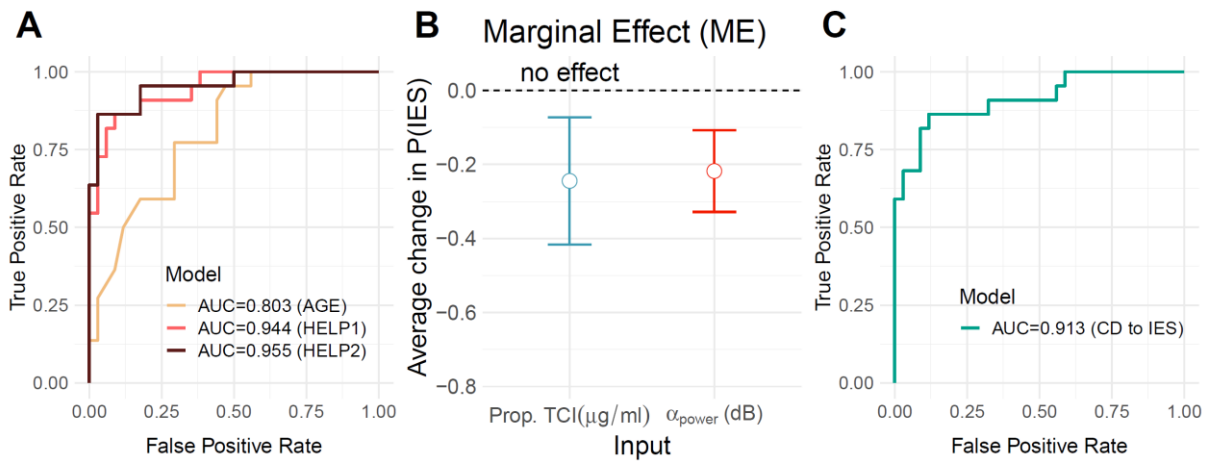 A
1.00
0.75
0.50
0.25
0.00
True Positive Rate
Model
AUC=0.803 (AGE)
AUC=0.944 (HELP1)
AUC=0.955 (HELP2)
0.00 0.25 0.50 0.75 1.00
False Positive Rate
B
Marginal Effect (ME)
no effect
0.0
−0.2
−0.4
−0.6
−0.8
Average change in P(IES)
Prop. TCI(μg/ml) αpower (dB)
Input
C
1.00
0.75
0.50
0.25
0.00
True Positive Rate
Model
AUC=0.913 (CD to IES)
0.00 0.25 0.50 0.75 1.00
False Positive Rate